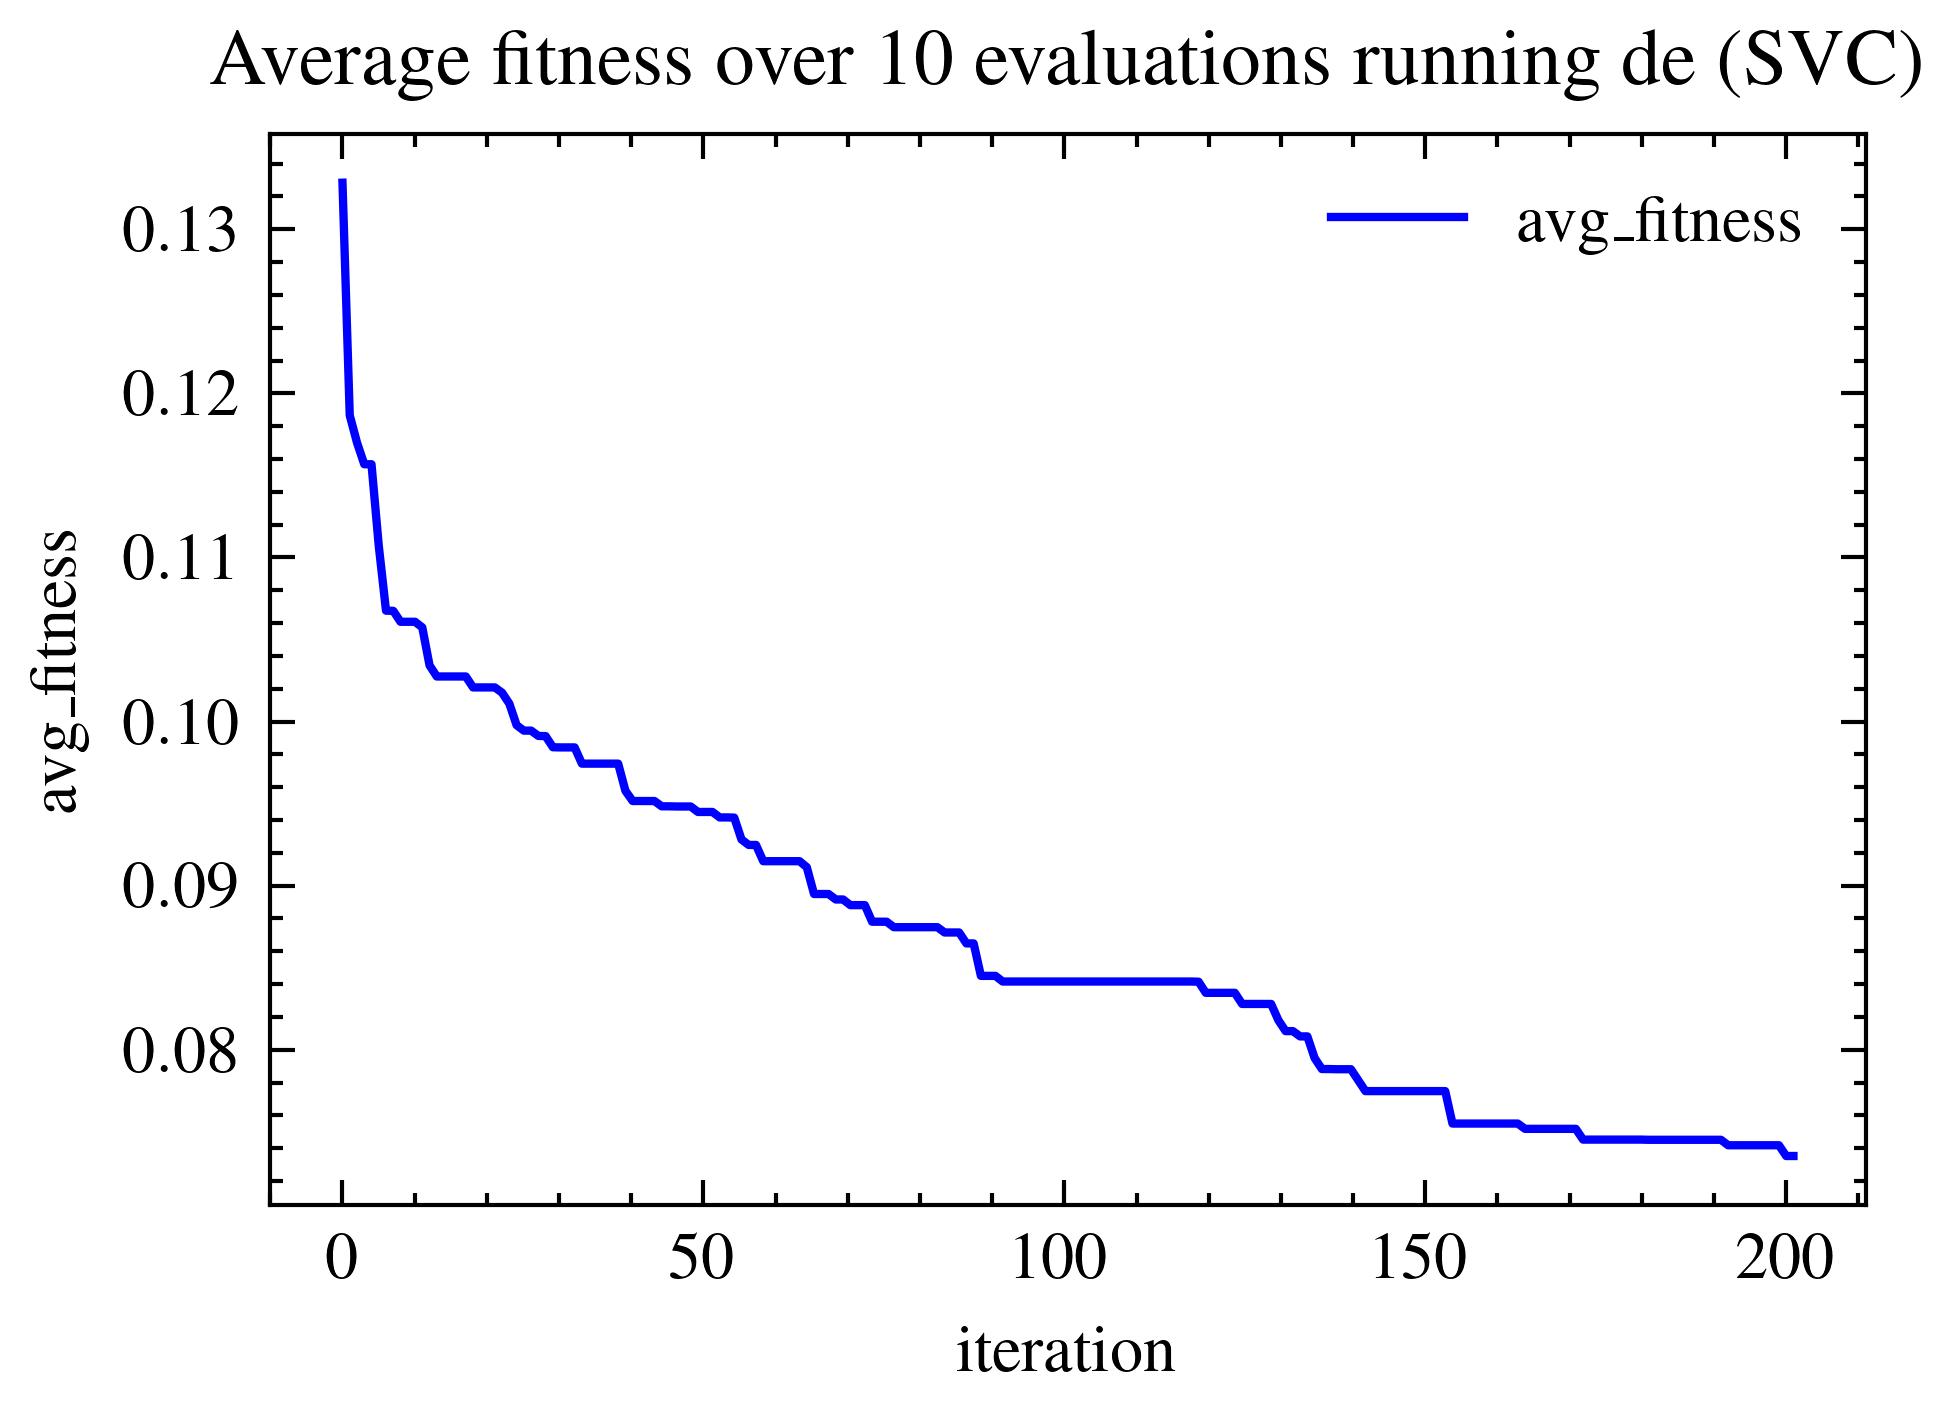 Average fitness over 10 evaluations running de (SVC)
avg_fitness
0.13
0.12
0.11
0.10
0.09
0.08
avg_fitness
0 50 100 150 200
iteration